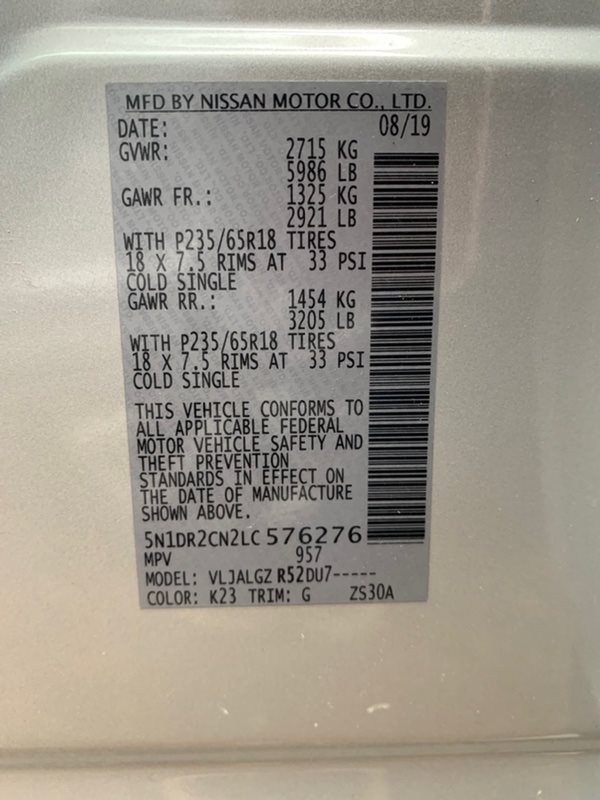 MFD BY NISSAN MOTOR CO., LTD.
DATE: 08/19
GVWR: 2715 KG
5986 LB
GAWR FR.: 1325 KG
2921 LB
WITH P235/65R18 TIRES
18 X 7.5 RIMS AT 33 PSI
COLD SINGLE
GAWR RR.: 1454 KG
3205 LB
WITH P235/65R18 TIRES
18 X 7.5 RIMS AT 33 PSI
COLD SINGLE
THIS VEHICLE CONFORMS TO
ALL APPLICABLE FEDERAL
MOTOR VEHICLE SAFETY AND
THEFT PREVENTION
STANDARDS IN EFFECT ON
THE DATE OF MANUFACTURE
SHOWN ABOVE.
5N1DR2CN2LC 576276
MPV 957
MODEL: VLJALGZ R52DU7-----
COLOR: K23 TRIM: G ZS30A